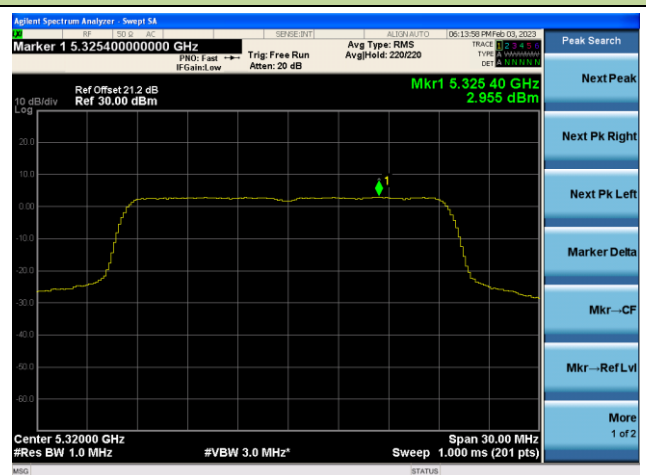 Agilent Spectrum Analyzer - Swept SA
RF 50 Ω AC SENSE:INT ALIGN AUTO 06:13:58 PM Feb 03, 2023
Marker 1 5.325400000000 GHz
PNO: Fast
IFGain:Low
Trig: Free Run
Atten: 20 dB
Avg Type: RMS
Avg|Hold: 220/220
TRACE 1 2 3 4 5 6
TYPE A WWWWW
DET A N N N N N
Peak Search
Ref Offset 21.2 dB
Ref 30.00 dBm
10 dB/div
Log
Mkr1 5.325 40 GHz
2.955 dBm
20.0
10.0
0.00
-10.0
-20.0
-30.0
-40.0
-50.0
-60.0
1
Next Peak
Next Pk Right
Next Pk Left
Marker Delta
Mkr→CF
Mkr→Ref Lvl
More
1 of 2
Center 5.32000 GHz
Span 30.00 MHz
#Res BW 1.0 MHz
#VBW 3.0 MHz*
Sweep 1.000 ms (201 pts)
MSG
STATUS